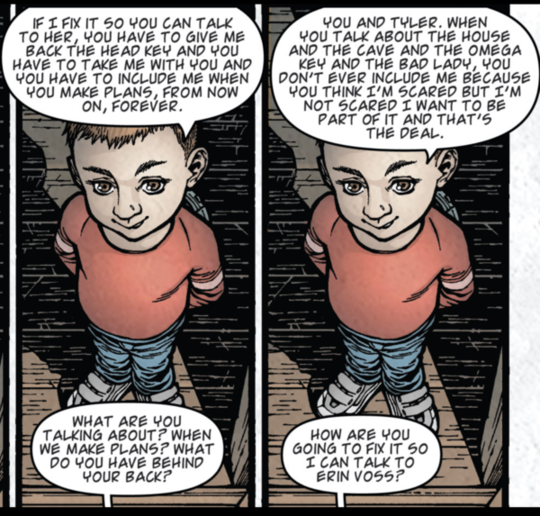 IF I FIX IT SO YOU CAN TALK
TO HER, YOU HAVE TO GIVE ME
BACK THE HEAD KEY AND YOU
HAVE TO TAKE ME WITH YOU AND
YOU HAVE TO INCLUDE ME WHEN
YOU MAKE PLANS, FROM NOW
ON, FOREVER.
WHAT ARE YOU
TALKING ABOUT? WHEN
WE MAKE PLANS? WHAT
DO YOU HAVE BEHIND
YOUR BACK?
YOU AND TYLER. WHEN
YOU TALK ABOUT THE HOUSE
AND THE CAVE AND THE OMEGA
KEY AND THE BAD LADY, YOU
DON'T EVER INCLUDE ME BECAUSE
YOU THINK I'M SCARED BUT I'M
NOT SCARED I WANT TO BE
PART OF IT AND THAT'S
THE DEAL.
HOW ARE YOU
GOING TO FIX IT SO
I CAN TALK TO
ERIN VOSS?